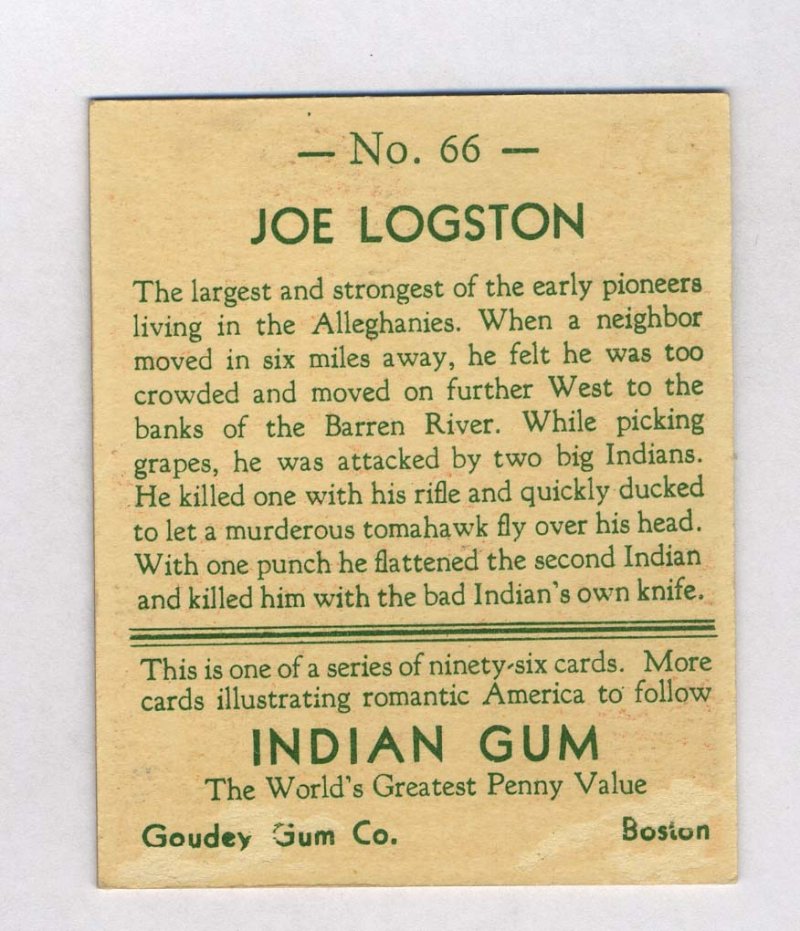 — No. 66 —
JOE LOGSTON
The largest and strongest of the early pioneers
living in the Alleghanies. When a neighbor
moved in six miles away, he felt he was too
crowded and moved on further West to the
banks of the Barren River. While picking
grapes, he was attacked by two big Indians.
He killed one with his rifle and quickly ducked
to let a murderous tomahawk fly over his head.
With one punch he flattened the second Indian
and killed him with the bad Indian's own knife.
This is one of a series of ninety-six cards. More
cards illustrating romantic America to follow
INDIAN GUM
The World's Greatest Penny Value
Goudey Gum Co. Boston